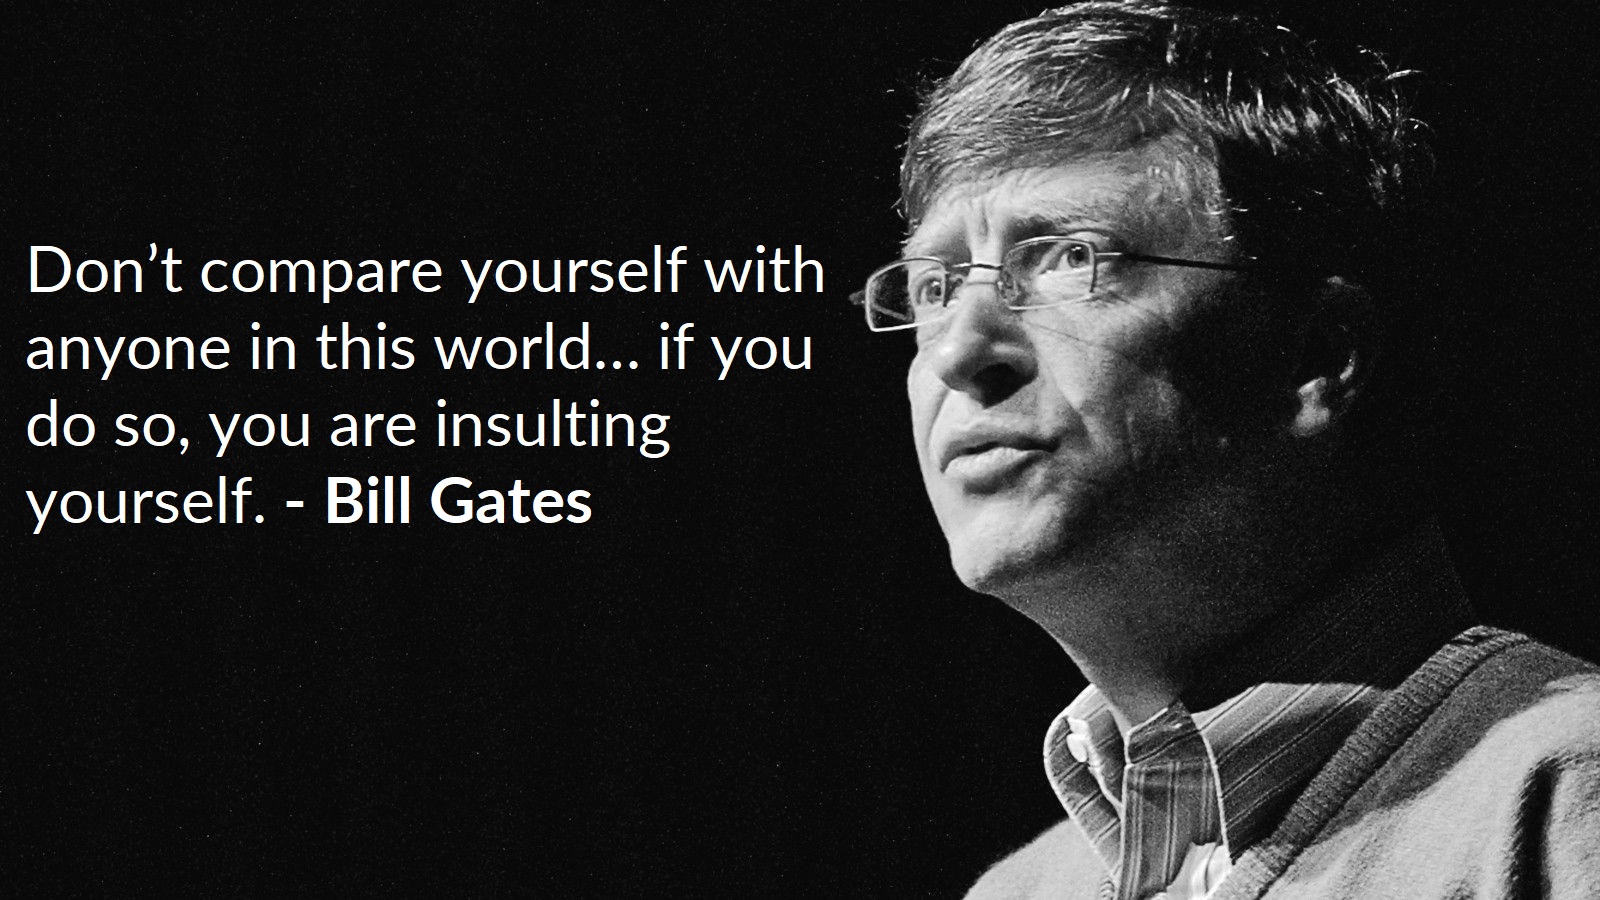 Don’t compare yourself with
anyone in this world... if you
do so, you are insulting
yourself. - Bill Gates